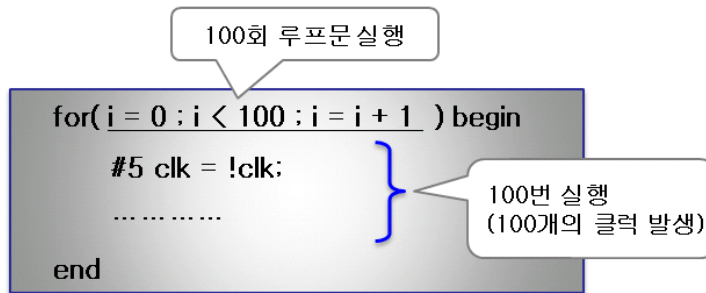 100회 루프문실행
for( i = 0 ; i < 100 ; i = i + 1 ) begin
#5 clk = !clk;
…………
100번 실행
(100개의 클럭 발생)
end